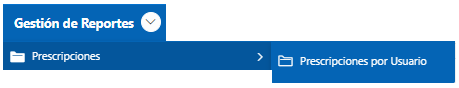 Gestión de Reportes
Prescripciones
Prescripciones por Usuario